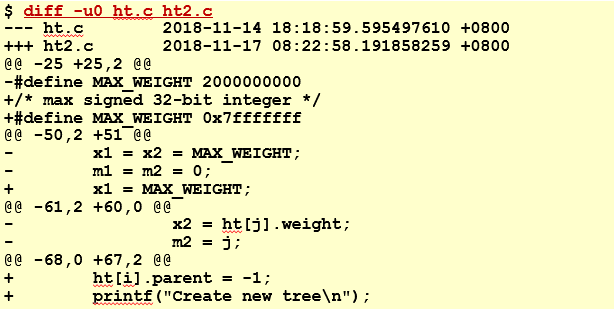 $ diff -u0 ht.c ht2.c
--- ht.c        2018-11-14 18:18:59.595497610 +0800
+++ ht2.c       2018-11-17 08:22:58.191858259 +0800
@@ -25 +25,2 @@
-#define MAX_WEIGHT 2000000000
+/* max signed 32-bit integer */
+#define MAX_WEIGHT 0x7fffffff
@@ -50,2 +51 @@
-        x1 = x2 = MAX_WEIGHT;
-        m1 = m2 = 0;
+        x1 = MAX_WEIGHT;
@@ -61,2 +60,0 @@
-                x2 = ht[j].weight;
-                m2 = j;
@@ -68,0 +67,2 @@
+        ht[i].parent = -1;
+        printf("Create new tree\n");